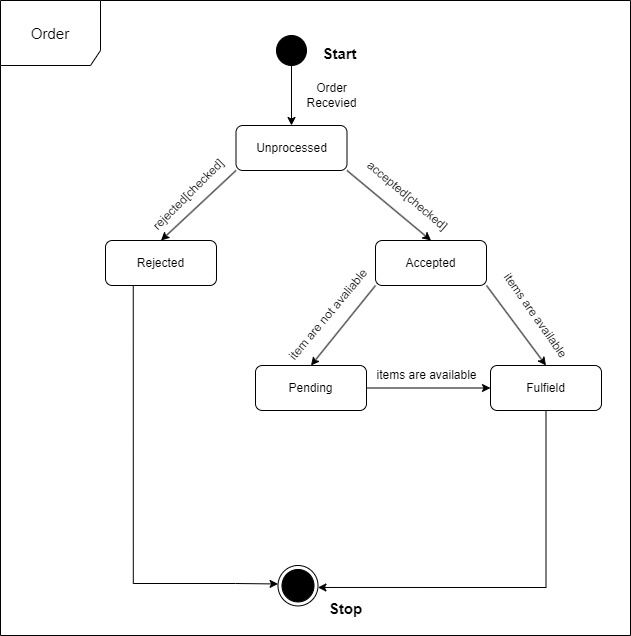 Order
Start
Order
Recevied
Unprocessed
rejected[checked]
accepted[checked]
Rejected
Accepted
item are not avaliable
items are available
Pending
items are available
Fulfield
Stop